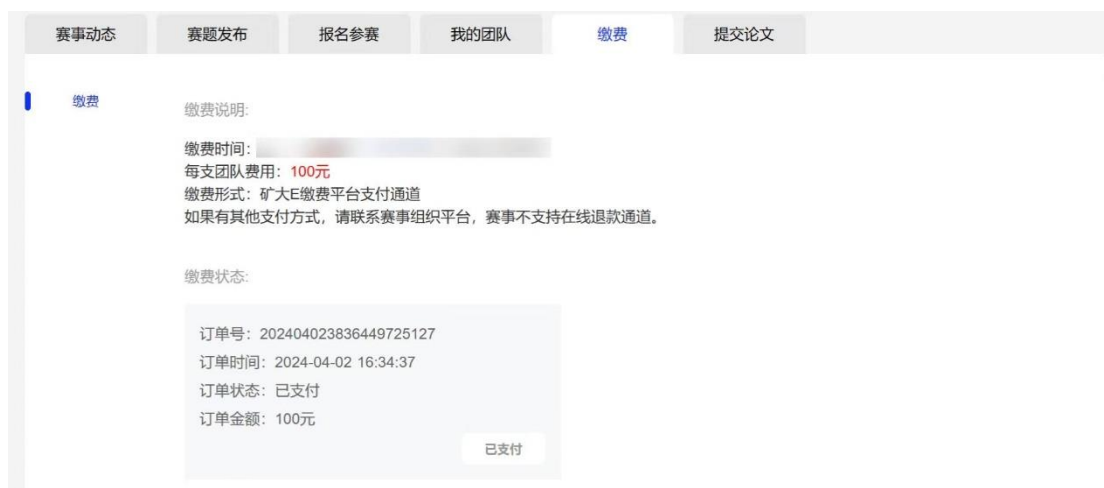 赛事动态 赛题发布 报名参赛 我的团队 缴费 提交论文
缴费
缴费说明:
缴费时间：
每支团队费用：100元
缴费形式：矿大E缴费平台支付通道
如果有其他支付方式，请联系赛事组织平台，赛事不支持在线退款通道。
缴费状态:
订单号：202404023836449725127
订单时间：2024-04-02 16:34:37
订单状态：已支付
订单金额：100元
已支付